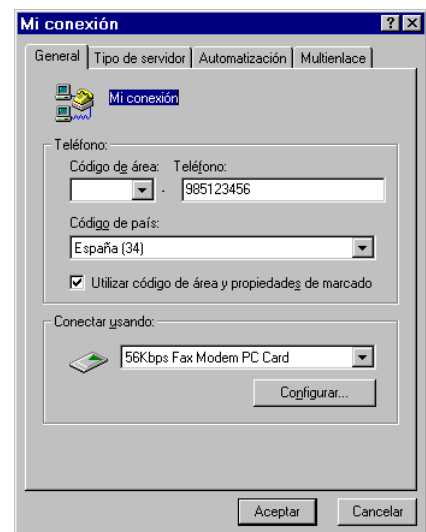 Mi conexión
General Tipo de servidor Automatización Multienlace
Mi conexión
Teléfono:
Código de área: Teléfono:
- 985123456
Código de país:
España (34)
Utilizar código de área y propiedades de marcado
Conectar usando:
56Kbps Fax Modem PC Card
Configurar...
Aceptar Cancelar